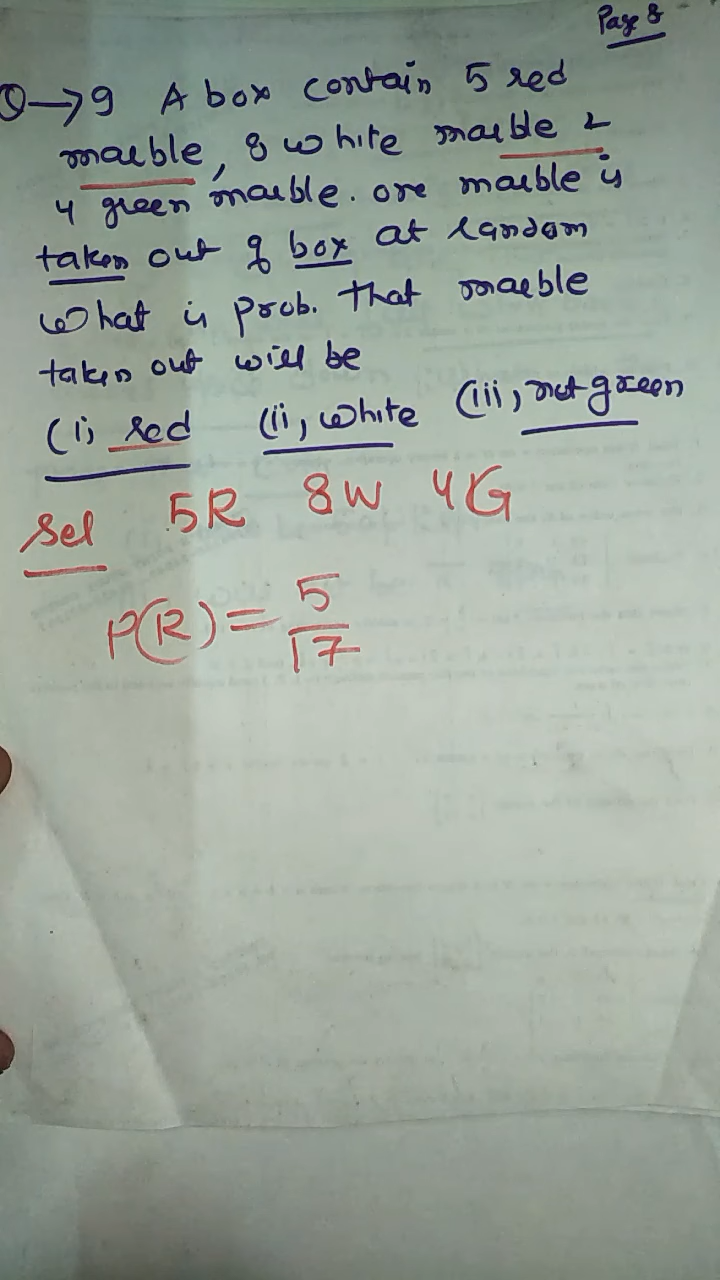 Page 8
Q→9 A box contain 5 red
marble, 8 white marble &
4 green marble. one marble is
taken out of box at random
What is prob. that marble
taken out will be
(i) red (ii) white (iii) not green
Sol 5R 8W 4G
P(R) = 5/17